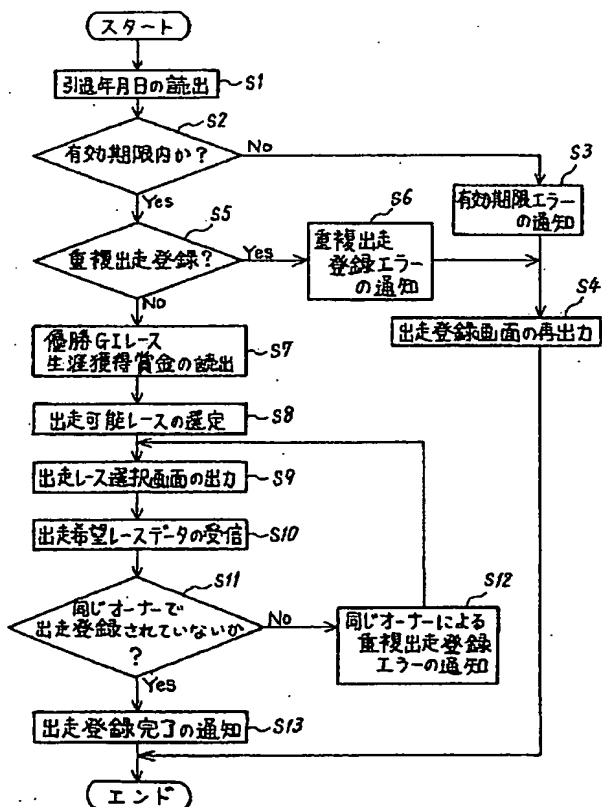 スタート
引退年月日の読出
S1
S2
有効期限内か?
No
Yes
S3
有効期限エラー
の通知
S5
重複出走登録?
Yes
No
S6
重複出走
登録エラー
の通知
S4
出走登録画面の再出力
優勝GIレース
生涯獲得賞金の読出
S7
出走可能レースの選定
S8
出走レース選択画面の出力
S9
出走希望レースデータの受信
S10
S11
同じオーナーで
出走登録されていないか
?
No
Yes
S12
同じオーナーによる
重複出走登録
エラーの通知
出走登録完了の通知
S13
エンド